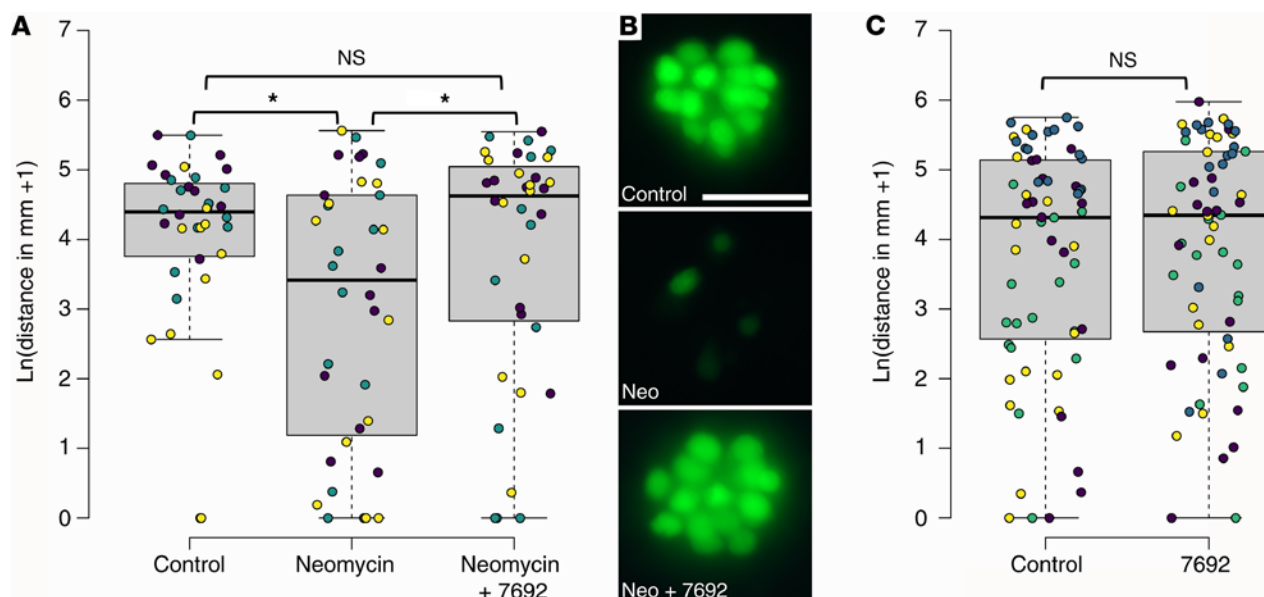 A
Ln(distance in mm +1)
7
6
5
4
3
2
1
0
NS
*
*
Control
Neomycin
Neomycin
+ 7692
B
Control
Neo
Neo + 7692
C
Ln(distance in mm +1)
7
6
5
4
3
2
1
0
NS
Control
7692